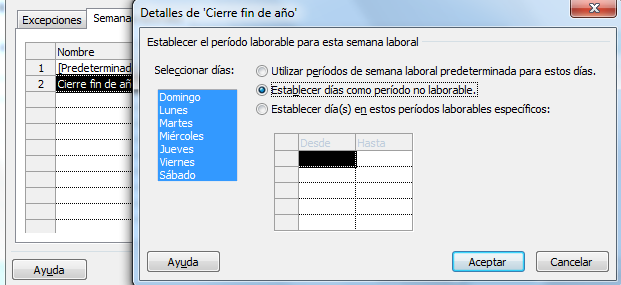 Excepciones
Semana
Nombre
1 [Predeterminad
2 Cierre fin de añ
Ayuda
Detalles de 'Cierre fin de año'
Establecer el período laborable para esta semana laboral
Seleccionar días:
Domingo
Lunes
Martes
Miércoles
Jueves
Viernes
Sábado
Utilizar períodos de semana laboral predeterminada para estos días.
Establecer días como período no laborable.
Establecer día(s) en estos períodos laborables específicos:
Desde Hasta
Ayuda
Aceptar
Cancelar